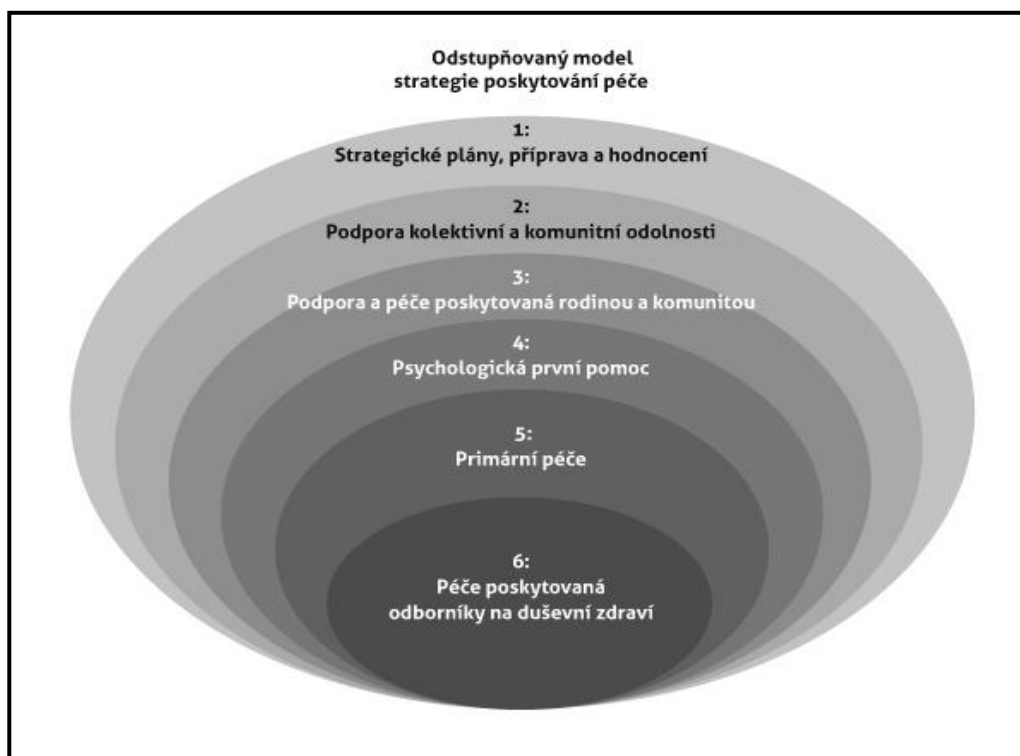 Odstupňovaný model
strategie poskytování péče
1:
Strategické plány, příprava a hodnocení
2:
Podpora kolektivní a komunitní odolnosti
3:
Podpora a péče poskytovaná rodinou a komunitou
4:
Psychologická první pomoc
5:
Primární péče
6:
Péče poskytovaná
odborníky na duševní zdraví